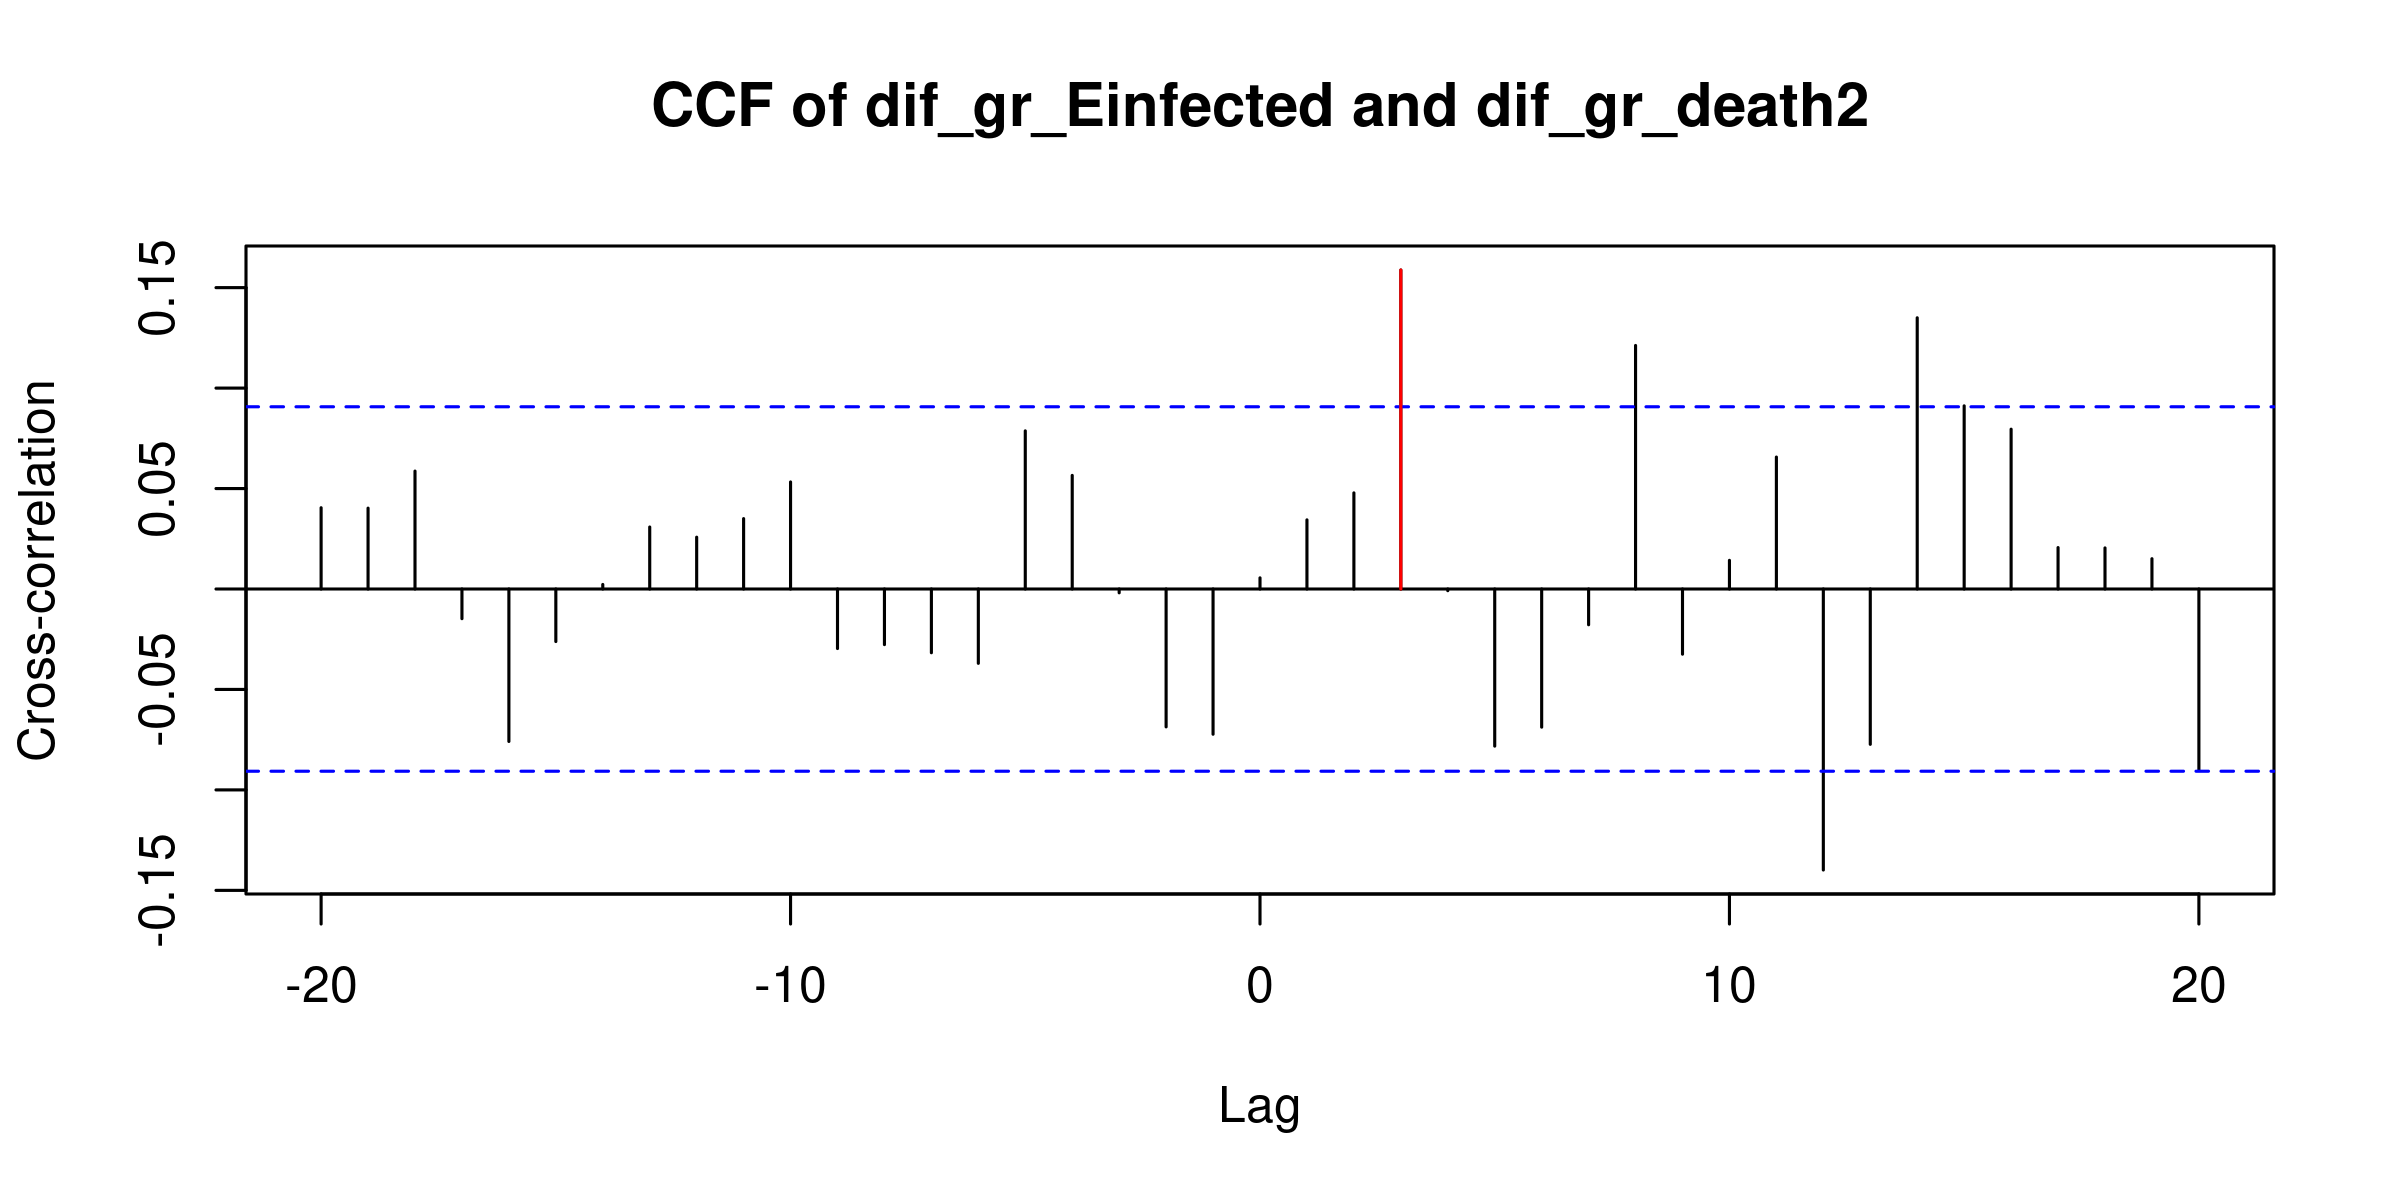 CCF of dif_gr_Einfected and dif_gr_death2
Cross-correlation
0.15
0.05
-0.05
-0.15
-20 -10 0 10 20
Lag